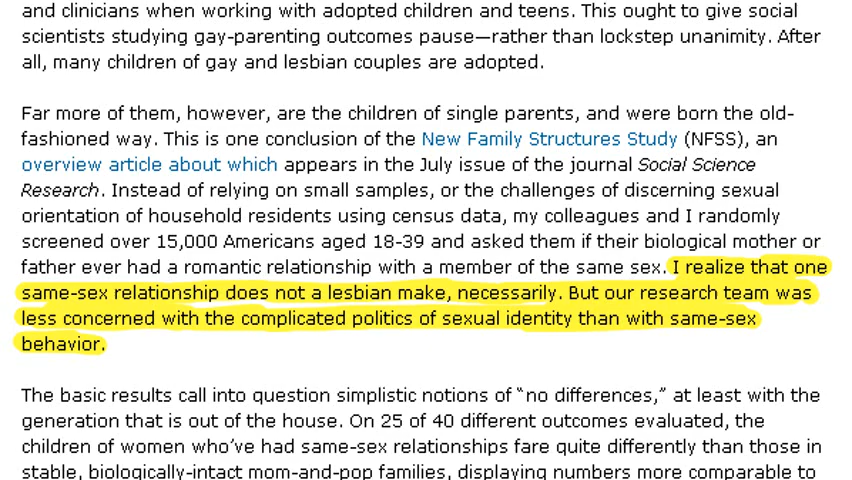 and clinicians when working with adopted children and teens. This ought to give social
scientists studying gay-parenting outcomes pause—rather than lockstep unanimity. After
all, many children of gay and lesbian couples are adopted.
Far more of them, however, are the children of single parents, and were born the old-
fashioned way. This is one conclusion of the New Family Structures Study (NFSS), an
overview article about which appears in the July issue of the journal Social Science
Research. Instead of relying on small samples, or the challenges of discerning sexual
orientation of household residents using census data, my colleagues and I randomly
screened over 15,000 Americans aged 18-39 and asked them if their biological mother or
father ever had a romantic relationship with a member of the same sex. I realize that one
same-sex relationship does not a lesbian make, necessarily. But our research team was
less concerned with the complicated politics of sexual identity than with same-sex
behavior.
The basic results call into question simplistic notions of “no differences,” at least with the
generation that is out of the house. On 25 of 40 different outcomes evaluated, the
children of women who’ve had same-sex relationships fare quite differently than those in
stable, biologically-intact mom-and-pop families, displaying numbers more comparable to